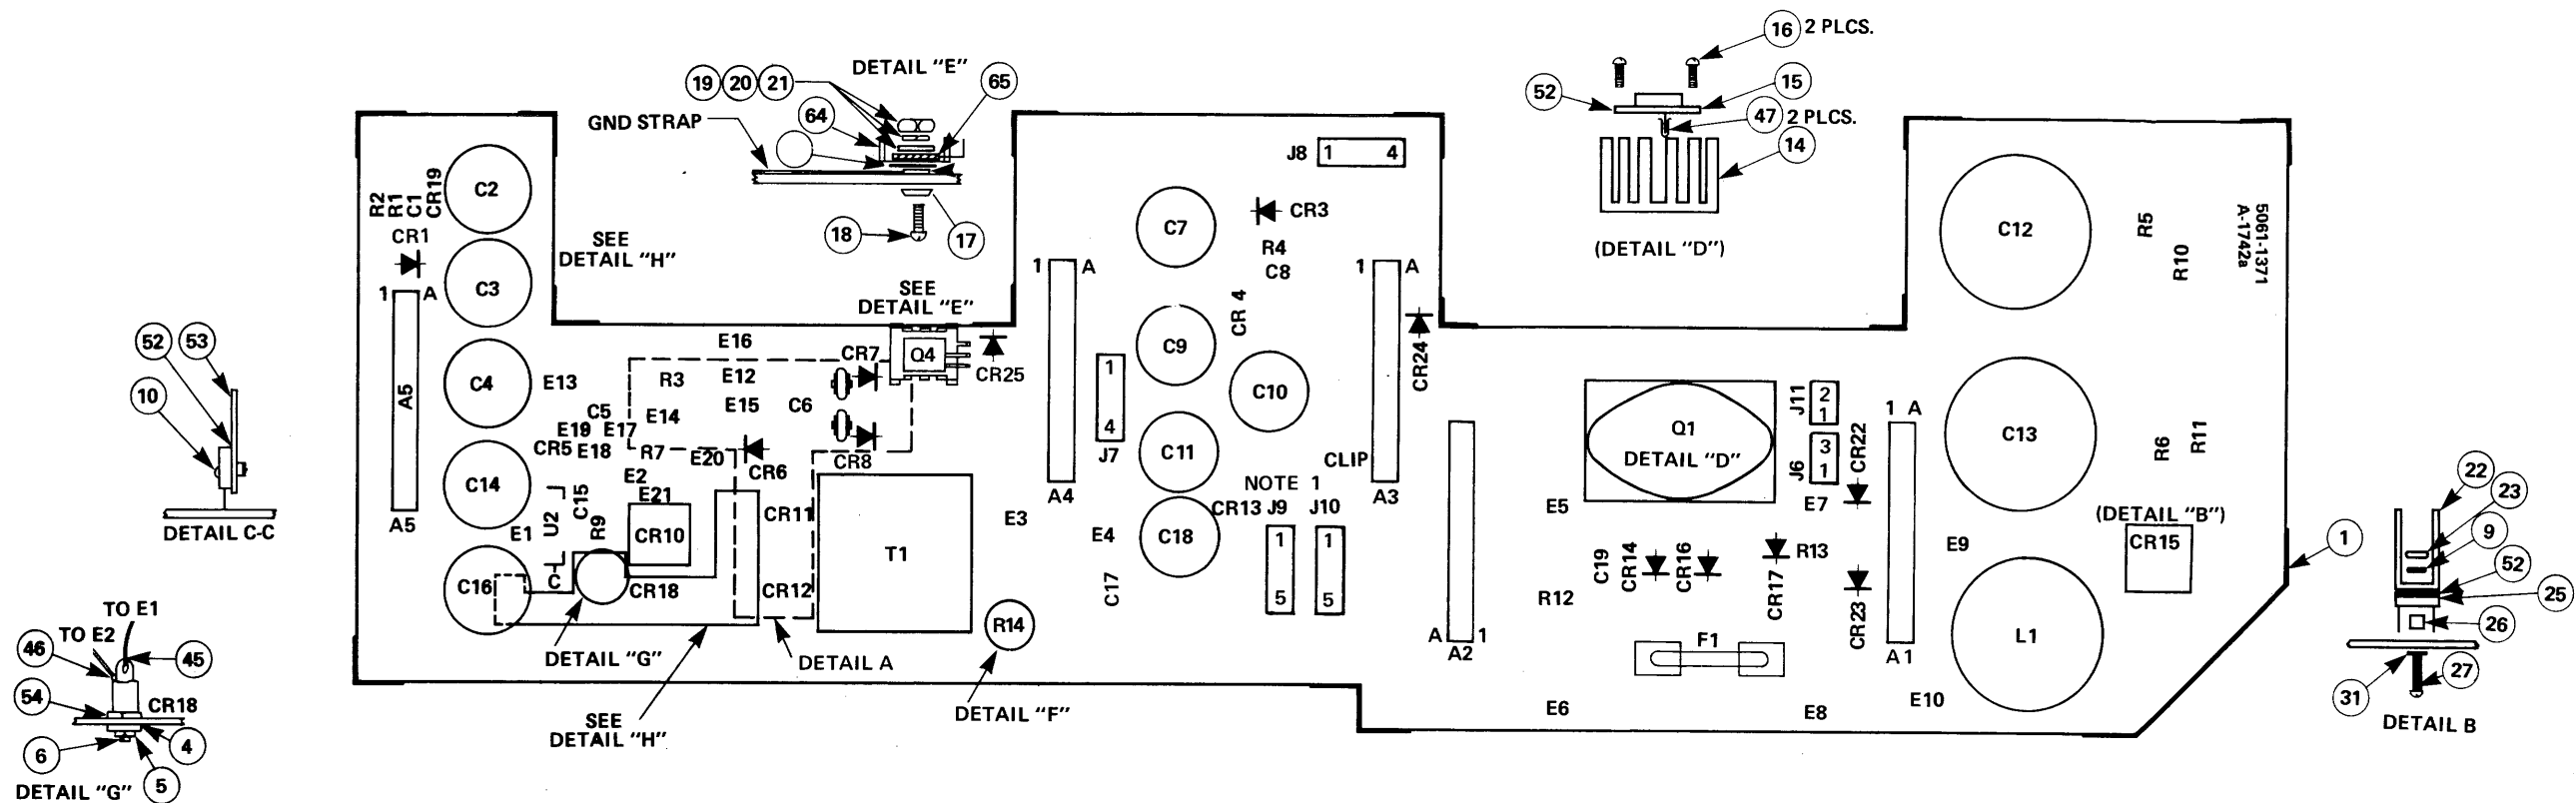 16 2 PLCS.
DETAIL "E"
19 20 21
65
52
15
GND STRAP
64
47 2 PLCS.
14
J8 1 4
C2
R2
R1
C1
CR19
CR1
C7
CR3
C12
R5
R10
5061-1371
A-1742a
18
17
SEE
DETAIL "H"
(DETAIL "D")
R4
C8
1 A
1 A
1 A
C3
SEE
DETAIL "E"
CR 4
52 53
E16
CR7
Q4
CR25
C9
CR24
10
A5
C4
E13
R3
E12
1
4
J7
C10
J11
2
1
1 A
C5
E14
E15
C6
E19
E17
CR5
E18
R7
E20
CR6
CR8
C11
CLIP
Q1
DETAIL "D"
J6
3
1
CR22
C13
R6
R11
C14
E2
E21
A4
A3
NOTE 1
22
23
DETAIL C-C
A5
E1
U2
C15
R9
CR10
CR11
E3
CR13 J9 J10
E5
E7
(DETAIL "B")
CR15
9
1
T1
E4
C18
1
5
1
5
C19
CR14
CR16
CR17
R13
E9
52
25
C16
C
CR18
CR12
C17
R12
CR23
TO E1
TO E2
46
45
R14
A 1
A2
F1
A1
L1
26
DETAIL "G"
DETAIL A
54
CR18
31
27
SEE
DETAIL "H"
DETAIL "F"
E6
E8
E10
DETAIL B
6
4
5
DETAIL "G"